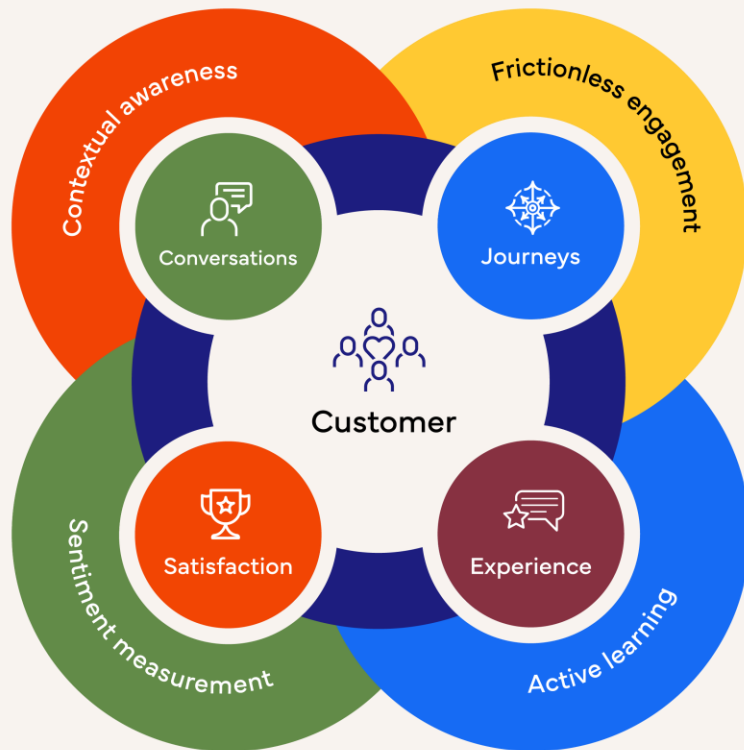 Contextual awareness
Frictionless engagement
Conversations
Journeys
Customer
Satisfaction
Experience
Sentiment measurement
Active learning